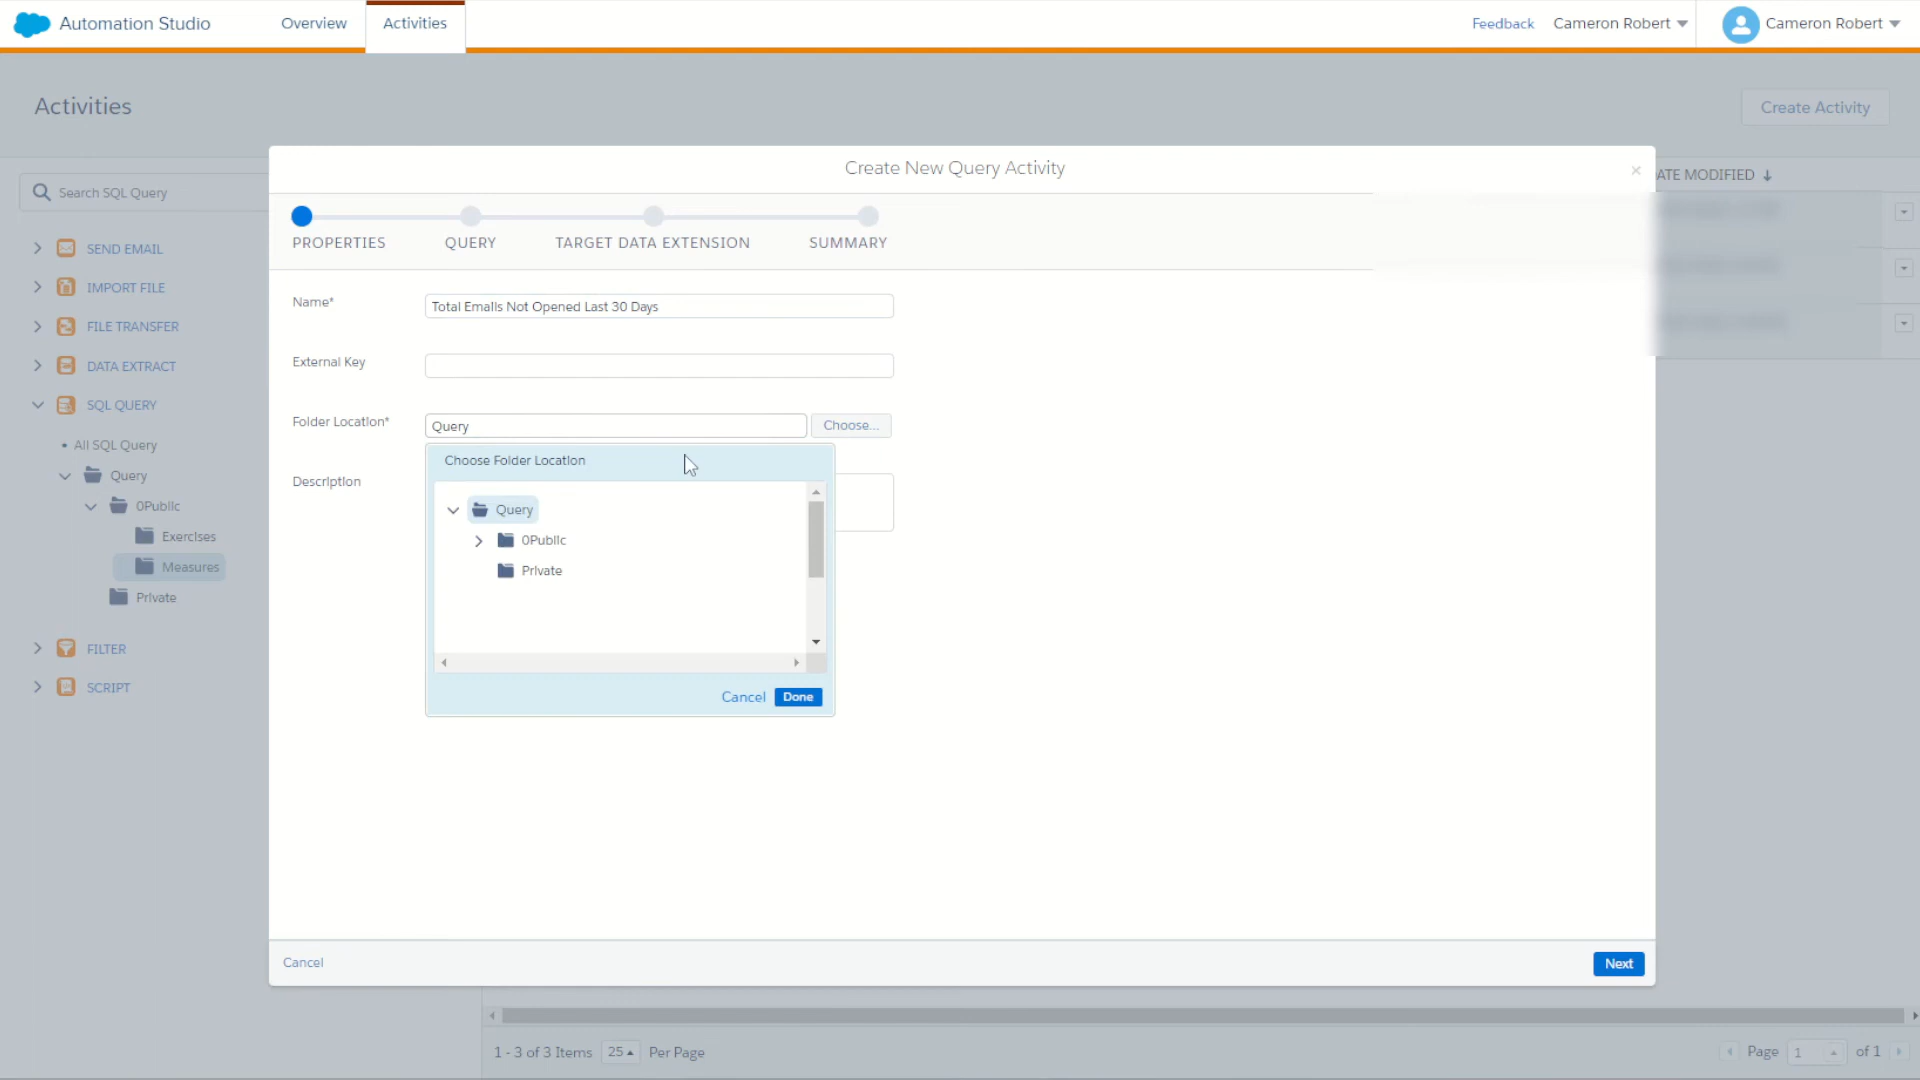 Automation Studio
Overview
Activities
Feedback
Cameron Robert
Cameron Robert
Activities
Create Activity
Create New Query Activity
×
ATE MODIFIED
Search SQL Query
PROPERTIES
QUERY
TARGET DATA EXTENSION
SUMMARY
SEND EMAIL
IMPORT FILE
FILE TRANSFER
DATA EXTRACT
SQL QUERY
All SQL Query
Query
0Public
Exercises
Measures
Private
FILTER
SCRIPT
Name*
Total Emails Not Opened Last 30 Days
External Key
Folder Location*
Query
Choose...
Description
Choose Folder Location
Query
0Public
Private
Cancel
Done
Cancel
Next
1 - 3 of 3 Items
25
Per Page
Page
1
of 1